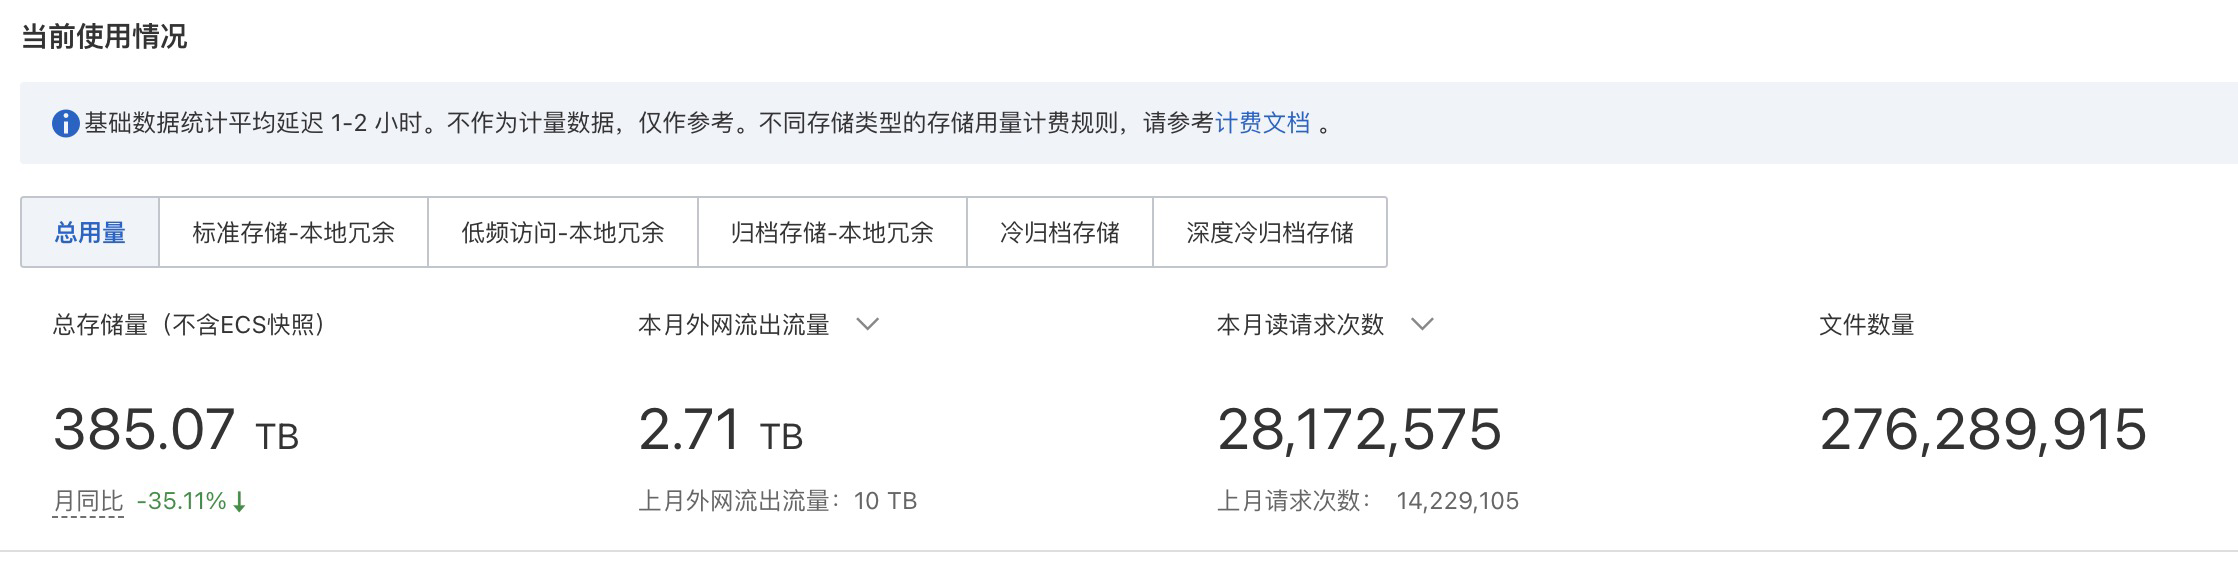 当前使用情况
基础数据统计平均延迟 1-2 小时。不作为计量数据，仅作参考。不同存储类型的存储用量计费规则，请参考计费文档 。
总用量 标准存储-本地冗余 低频访问-本地冗余 归档存储-本地冗余 冷归档存储 深度冷归档存储
总存储量（不含ECS快照） 本月外网流出流量 本月读请求次数 文件数量
385.07 TB 2.71 TB 28,172,575 276,289,915
月同比 -35.11%↓ 上月外网流出流量：10 TB 上月请求次数： 14,229,105